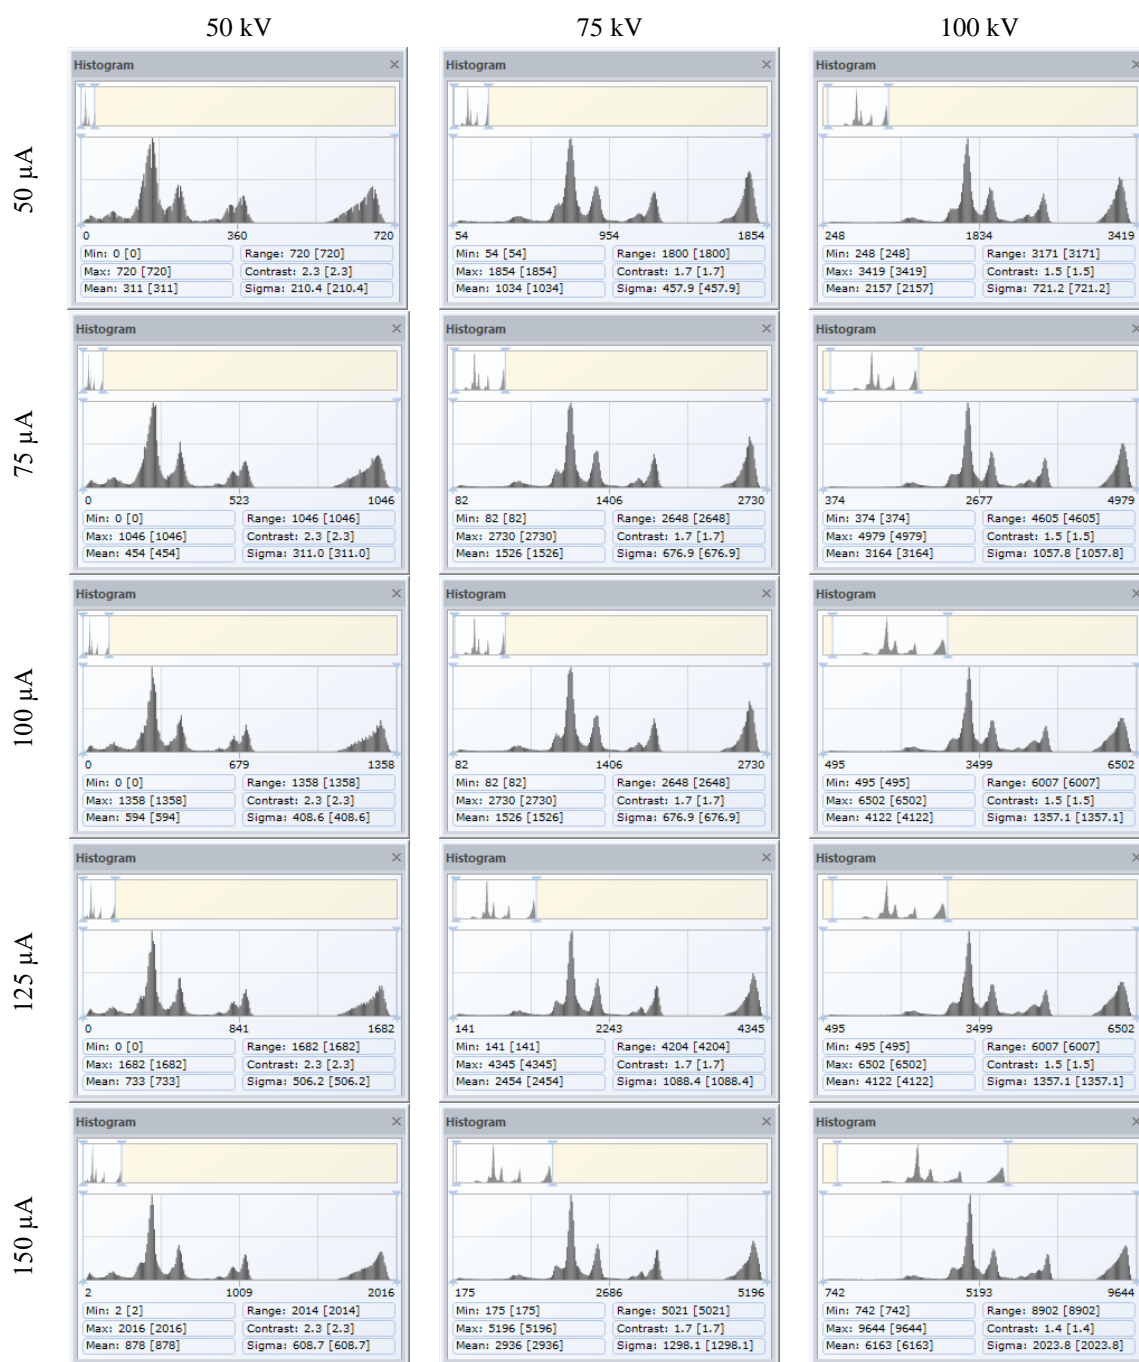 50 kV 75 kV 100 kV
50 µA
Histogram × Histogram × Histogram ×
0 360 720 54 954 1854 248 1834 3419
Min: 0 [0] Range: 720 [720] Min: 54 [54] Range: 1800 [1800] Min: 248 [248] Range: 3171 [3171]
Max: 720 [720] Contrast: 2.3 [2.3] Max: 1854 [1854] Contrast: 1.7 [1.7] Max: 3419 [3419] Contrast: 1.5 [1.5]
Mean: 311 [311] Sigma: 210.4 [210.4] Mean: 1034 [1034] Sigma: 457.9 [457.9] Mean: 2157 [2157] Sigma: 721.2 [721.2]
75 µA
Histogram × Histogram × Histogram ×
0 523 1046 82 1406 2730 374 2677 4979
Min: 0 [0] Range: 1046 [1046] Min: 82 [82] Range: 2648 [2648] Min: 374 [374] Range: 4605 [4605]
Max: 1046 [1046] Contrast: 2.3 [2.3] Max: 2730 [2730] Contrast: 1.7 [1.7] Max: 4979 [4979] Contrast: 1.5 [1.5]
Mean: 454 [454] Sigma: 311.0 [311.0] Mean: 1526 [1526] Sigma: 676.9 [676.9] Mean: 3164 [3164] Sigma: 1057.8 [1057.8]
100 µA
Histogram × Histogram × Histogram ×
0 679 1358 82 1406 2730 495 3499 6502
Min: 0 [0] Range: 1358 [1358] Min: 82 [82] Range: 2648 [2648] Min: 495 [495] Range: 6007 [6007]
Max: 1358 [1358] Contrast: 2.3 [2.3] Max: 2730 [2730] Contrast: 1.7 [1.7] Max: 6502 [6502] Contrast: 1.5 [1.5]
Mean: 594 [594] Sigma: 408.6 [408.6] Mean: 1526 [1526] Sigma: 676.9 [676.9] Mean: 4122 [4122] Sigma: 1357.1 [1357.1]
125 µA
Histogram × Histogram × Histogram ×
0 841 1682 141 2243 4345 495 3499 6502
Min: 0 [0] Range: 1682 [1682] Min: 141 [141] Range: 4204 [4204] Min: 495 [495] Range: 6007 [6007]
Max: 1682 [1682] Contrast: 2.3 [2.3] Max: 4345 [4345] Contrast: 1.7 [1.7] Max: 6502 [6502] Contrast: 1.5 [1.5]
Mean: 733 [733] Sigma: 506.2 [506.2] Mean: 2454 [2454] Sigma: 1088.4 [1088.4] Mean: 4122 [4122] Sigma: 1357.1 [1357.1]
150 µA
Histogram × Histogram × Histogram ×
2 1009 2016 175 2686 5196 742 5193 9644
Min: 2 [2] Range: 2014 [2014] Min: 175 [175] Range: 5021 [5021] Min: 742 [742] Range: 8902 [8902]
Max: 2016 [2016] Contrast: 2.3 [2.3] Max: 5196 [5196] Contrast: 1.7 [1.7] Max: 9644 [9644] Contrast: 1.4 [1.4]
Mean: 878 [878] Sigma: 608.7 [608.7] Mean: 2936 [2936] Sigma: 1298.1 [1298.1] Mean: 6163 [6163] Sigma: 2023.8 [2023.8]